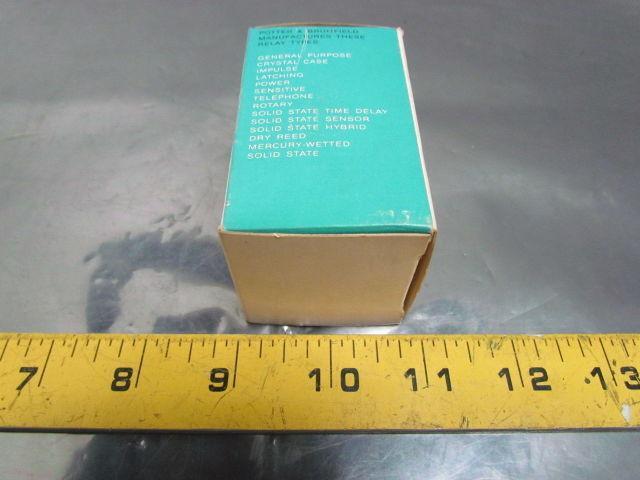 POTTER & BRUMFIELD
MANUFACTURES THESE
RELAY TYPES
GENERAL PURPOSE
CRYSTAL CASE
IMPULSE
LATCHING
POWER
SENSITIVE
TELEPHONE
ROTARY
SOLID STATE TIME DELAY
SOLID STATE SENSOR
SOLID STATE HYBRID
DRY REED
MERCURY-WETTED
SOLID STATE
7 8 9 10 11 12 13